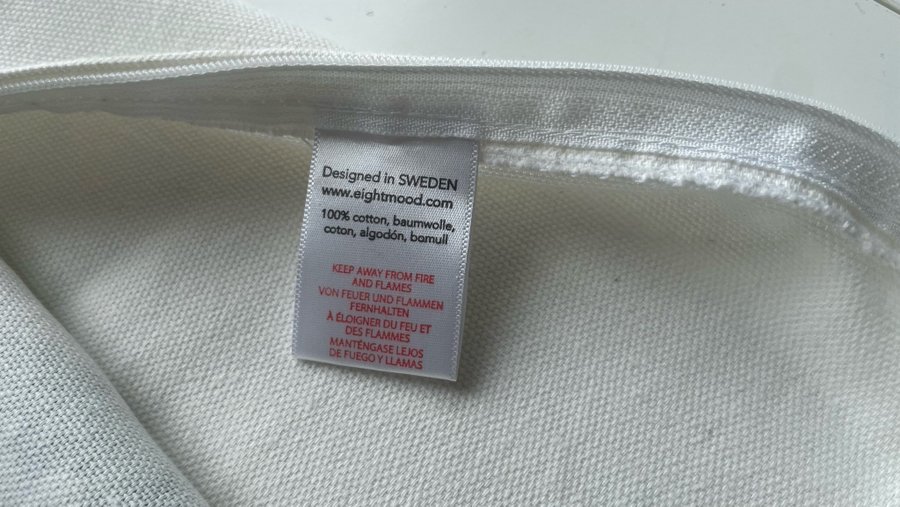 Designed in SWEDEN
www.eightmood.com
100% cotton, baumwolle,
coton, algodón, bomull
KEEP AWAY FROM FIRE
AND FLAMES
VON FEUER UND FLAMMEN
FERNHALTEN
À ÉLOIGNER DU FEU ET
DES FLAMMES
MANTÉNGASE LEJOS
DE FUEGO Y LLAMAS